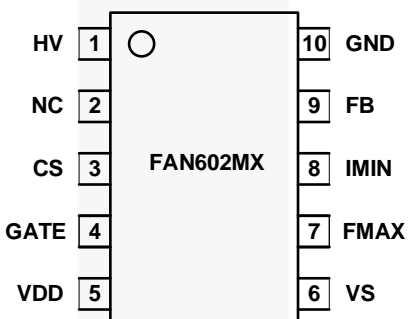 HV 1 10 GND
NC 2 9 FB
CS 3 FAN602MX 8 IMIN
GATE 4 7 FMAX
VDD 5 6 VS